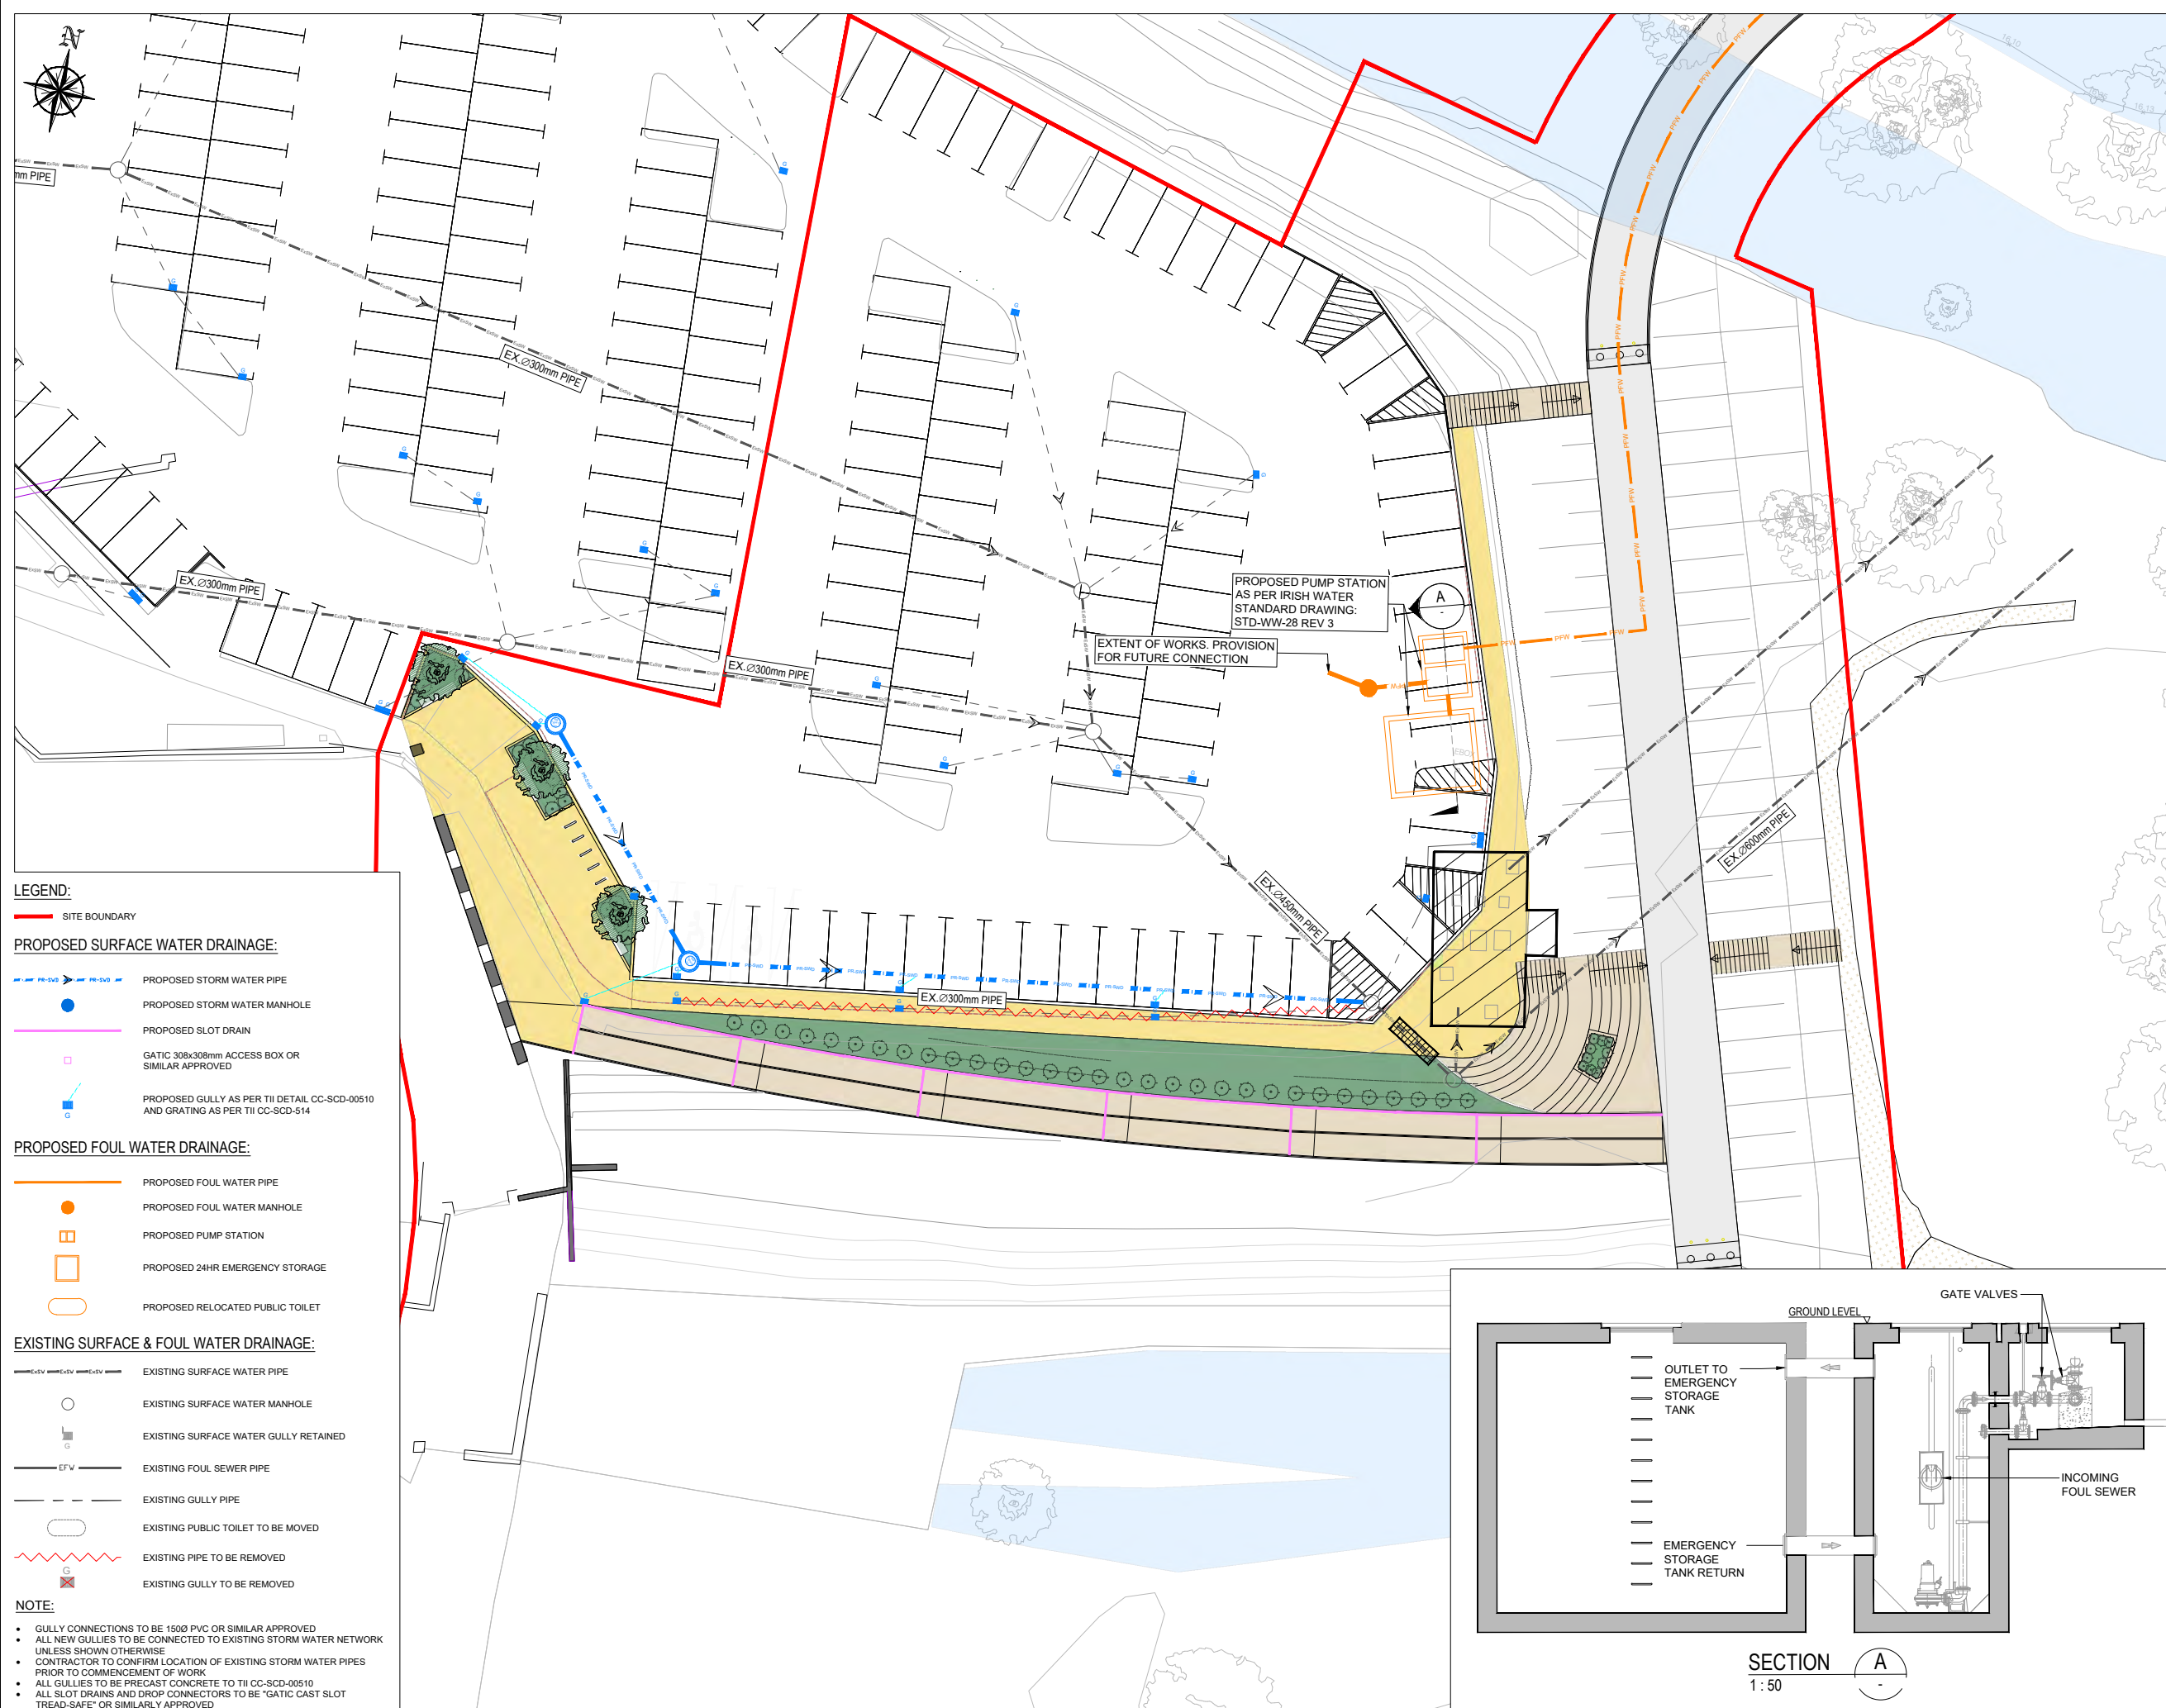 N
mm PIPE
EX.Ø300mm PIPE
EX.Ø300mm PIPE
EX.Ø300mm PIPE
PROPOSED PUMP STATION
AS PER IRISH WATER
STANDARD DRAWING:
STD-WW-28 REV 3
A
-
EXTENT OF WORKS. PROVISION
FOR FUTURE CONNECTION
PFW
PFW
PFW
EX.Ø600mm PIPE
EX.Ø450mm PIPE
EX.Ø300mm PIPE
LEGEND:
SITE BOUNDARY
PROPOSED SURFACE WATER DRAINAGE:
PROPOSED STORM WATER PIPE
PROPOSED STORM WATER MANHOLE
PROPOSED SLOT DRAIN
GATIC 308x308mm ACCESS BOX OR
SIMILAR APPROVED
PROPOSED GULLY AS PER TII DETAIL CC-SCD-00510
AND GRATING AS PER TII CC-SCD-514
G
PROPOSED FOUL WATER DRAINAGE:
PROPOSED FOUL WATER PIPE
PROPOSED FOUL WATER MANHOLE
PROPOSED PUMP STATION
PROPOSED 24HR EMERGENCY STORAGE
PROPOSED RELOCATED PUBLIC TOILET
EXISTING SURFACE & FOUL WATER DRAINAGE:
EXISTING SURFACE WATER PIPE
EXISTING SURFACE WATER MANHOLE
EXISTING SURFACE WATER GULLY RETAINED
G
EFW EXISTING FOUL SEWER PIPE
EXISTING GULLY PIPE
EXISTING PUBLIC TOILET TO BE MOVED
EXISTING PIPE TO BE REMOVED
G
EXISTING GULLY TO BE REMOVED
NOTE:
• GULLY CONNECTIONS TO BE 150Ø PVC OR SIMILAR APPROVED
• ALL NEW GULLIES TO BE CONNECTED TO EXISTING STORM WATER NETWORK
UNLESS SHOWN OTHERWISE
• CONTRACTOR TO CONFIRM LOCATION OF EXISTING STORM WATER PIPES
PRIOR TO COMMENCEMENT OF WORK
• ALL GULLIES TO BE PRECAST CONCRETE TO TII CC-SCD-00510
• ALL SLOT DRAINS AND DROP CONNECTORS TO BE "GATIC CAST SLOT
TREAD-SAFE" OR SIMILARLY APPROVED
GATE VALVES
GROUND LEVEL
OUTLET TO
EMERGENCY
STORAGE
TANK
INCOMING
FOUL SEWER
EMERGENCY
STORAGE
TANK RETURN
SECTION
1 : 50
A
-